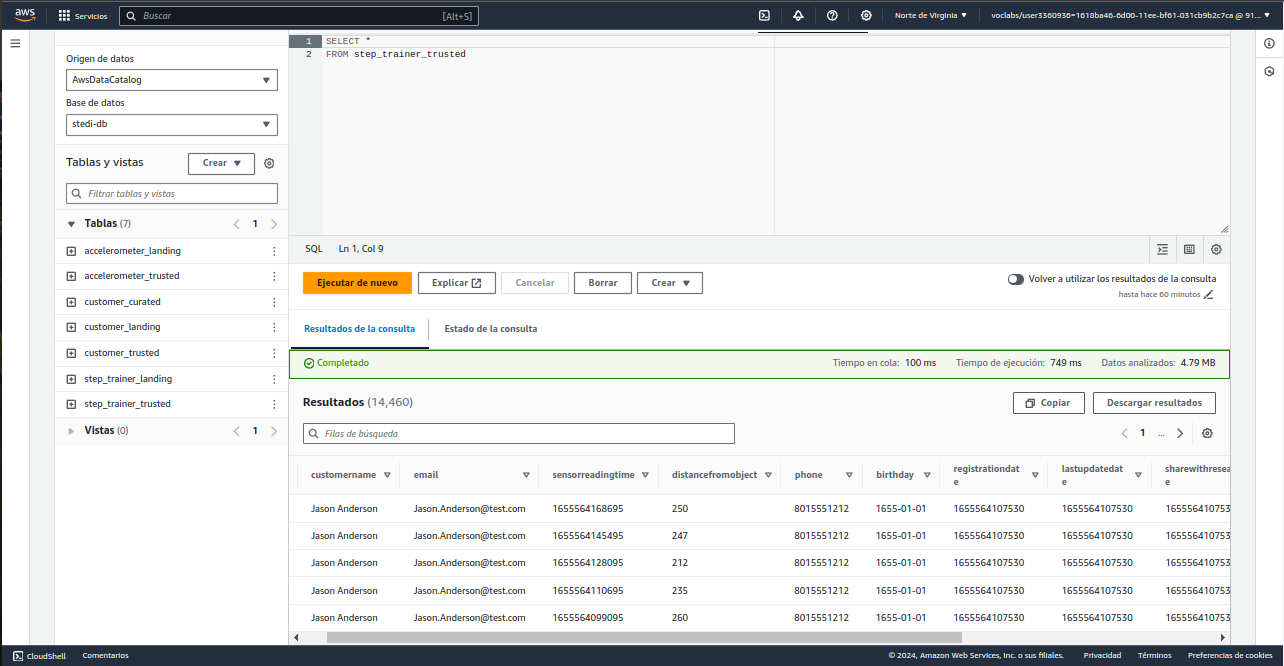 aws
Servicios
Buscar
[Alt+S]
Norte de Virginia
voclabs/user3360936=1618ba46-6d00-11ee-bf61-031cb9b2c7ca @ 91...
Origen de datos
AwsDataCatalog
Base de datos
stedi-db
Tablas y vistas
Crear
Filtrar tablas y vistas
Tablas (7)
1
accelerometer_landing
accelerometer_trusted
customer_curated
customer_landing
customer_trusted
step_trainer_landing
step_trainer_trusted
Vistas (0)
1
1 SELECT *
2 FROM step_trainer_trusted
SQL Ln 1, Col 9
Ejecutar de nuevo
Explicar
Cancelar
Borrar
Crear
Volver a utilizar los resultados de la consulta
hasta hace 60 minutos
Resultados de la consulta
Estado de la consulta
Completado
Tiempo en cola: 100 ms
Tiempo de ejecución: 749 ms
Datos analizados: 4.79 MB
Resultados (14,460)
Copiar
Descargar resultados
Filas de búsqueda
1 ...
customername email sensorreadingtime distancefromobject phone birthday registrationdat e lastupdatedat e sharewithresea e
Jason Anderson Jason.Anderson@test.com 1655564168695 250 8015551212 1655-01-01 1655564107530 1655564107530 165556410753
Jason Anderson Jason.Anderson@test.com 1655564145495 247 8015551212 1655-01-01 1655564107530 1655564107530 165556410753
Jason Anderson Jason.Anderson@test.com 1655564128095 212 8015551212 1655-01-01 1655564107530 1655564107530 165556410753
Jason Anderson Jason.Anderson@test.com 1655564110695 235 8015551212 1655-01-01 1655564107530 1655564107530 165556410753
Jason Anderson Jason.Anderson@test.com 1655564099095 260 8015551212 1655-01-01 1655564107530 1655564107530 165556410753
CloudShell
Comentarios
© 2024, Amazon Web Services, Inc. o sus filiales.
Privacidad
Términos
Preferencias de cookies